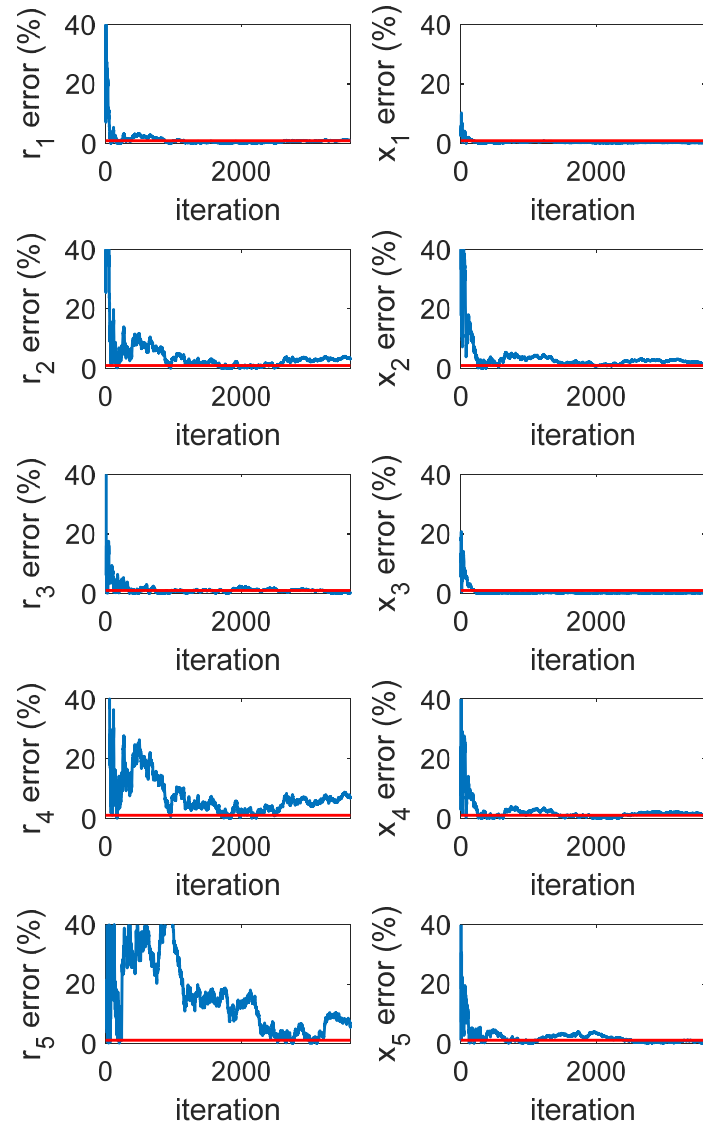 40
20
0
r1 error (%)
0
2000
iteration
40
20
0
x1 error (%)
0
2000
iteration
40
20
0
r2 error (%)
0
2000
iteration
40
20
0
x2 error (%)
0
2000
iteration
40
20
0
r3 error (%)
0
2000
iteration
40
20
0
x3 error (%)
0
2000
iteration
40
20
0
r4 error (%)
0
2000
iteration
40
20
0
x4 error (%)
0
2000
iteration
40
20
0
r5 error (%)
0
2000
iteration
40
20
0
x5 error (%)
0
2000
iteration